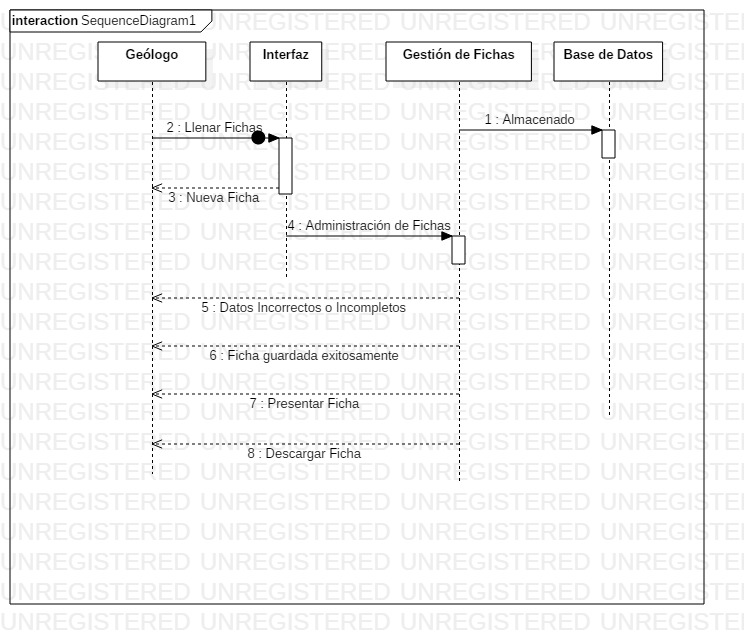 interaction SequenceDiagram1
Geólogo
Interfaz
Gestión de Fichas
Base de Datos
1 : Almacenado
2 : Llenar Fichas
3 : Nueva Ficha
4 : Administración de Fichas
5 : Datos Incorrectos o Incompletos
6 : Ficha guardada exitosamente
7 : Presentar Ficha
8 : Descargar Ficha
UNREGISTERED UNREGISTERED UNREGISTERED UNREGISTERED